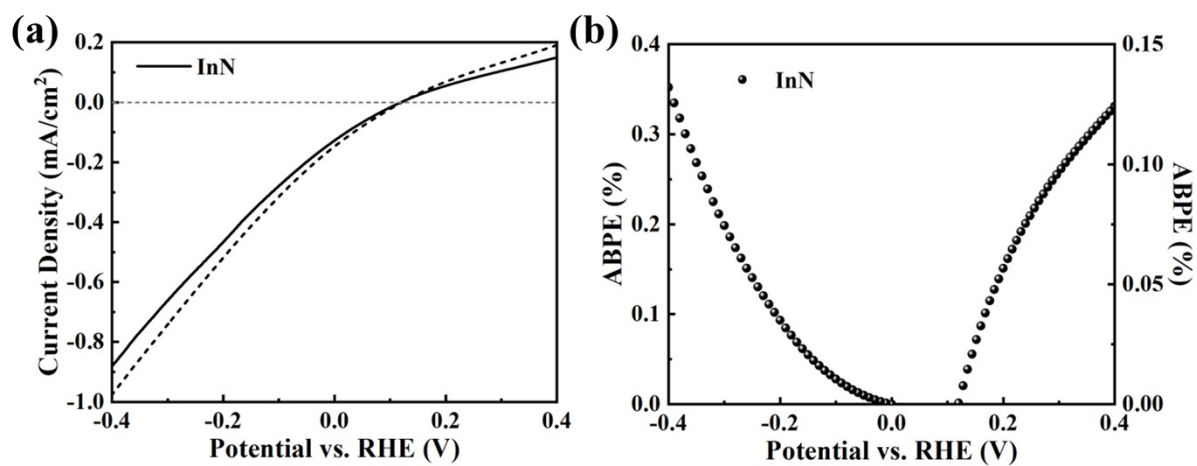 (a)
0.2
0.0
-0.2
-0.4
-0.6
-0.8
-1.0
Current Density (mA/cm²)
InN
-0.4
-0.2
0.0
0.2
0.4
Potential vs. RHE (V)
(b)
0.4
0.3
0.2
0.1
0.0
ABPE (%)
InN
0.15
0.10
0.05
0.00
ABPE (%)
-0.4
-0.2
0.0
0.2
0.4
Potential vs. RHE (V)